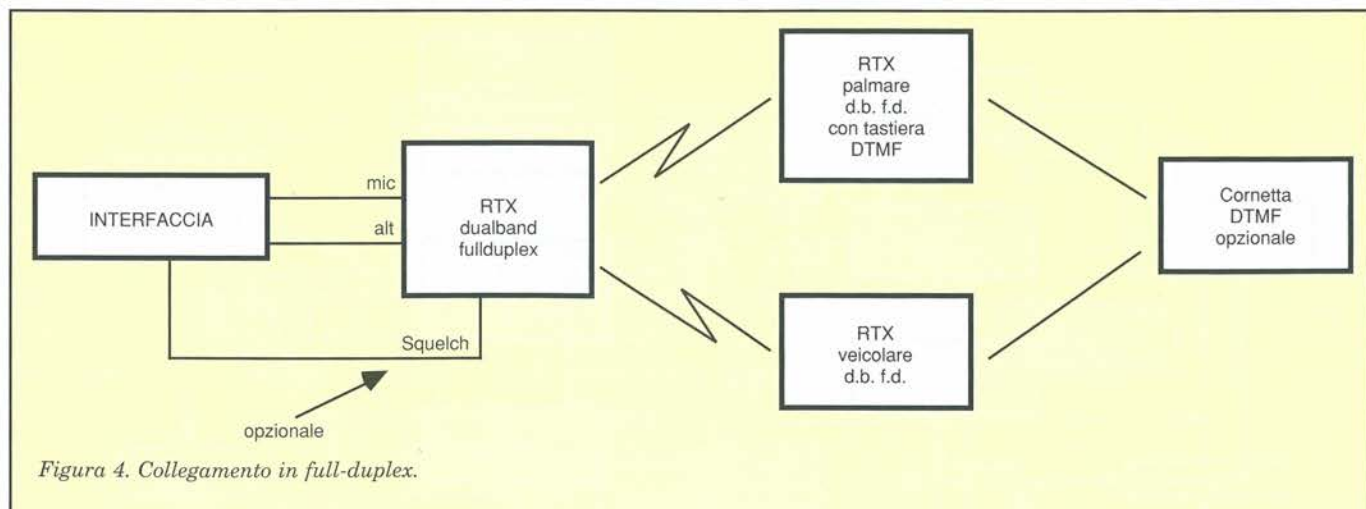 INTERFACCIA
mic
alt
RTX
dualband
fullduplex
Squelch
opzionale
RTX
palmare
d.b. f.d.
con tastiera
DTMF
RTX
veicolare
d.b. f.d.
Cornetta
DTMF
opzionale
Figura 4. Collegamento in full-duplex.